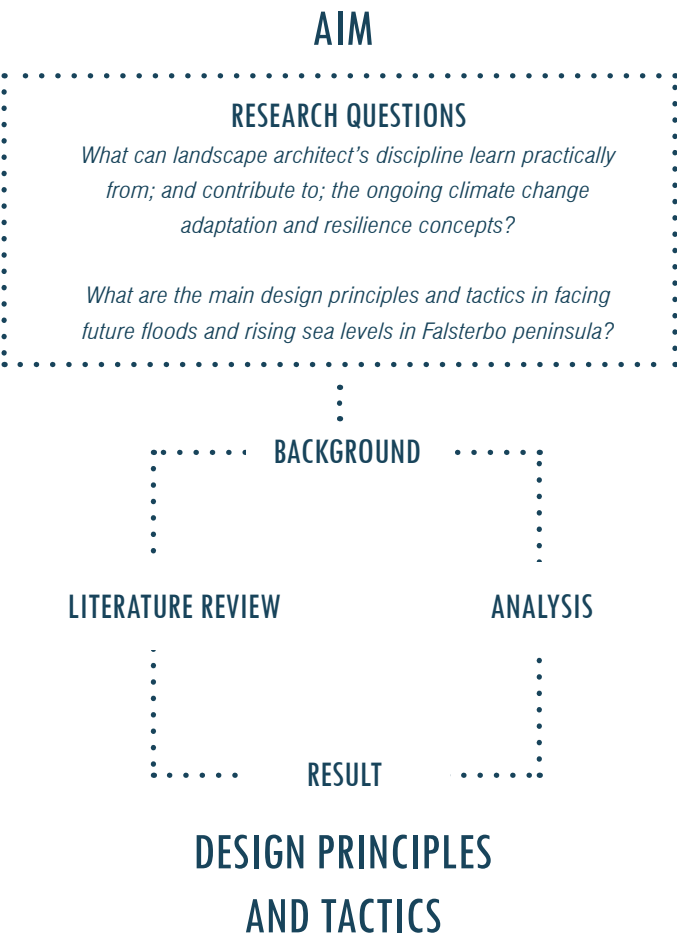 AIM
RESEARCH QUESTIONS
What can landscape architect's discipline learn practically
from; and contribute to; the ongoing climate change
adaptation and resilience concepts?
What are the main design principles and tactics in facing
future floods and rising sea levels in Falsterbo peninsula?
BACKGROUND
LITERATURE REVIEW
ANALYSIS
RESULT
DESIGN PRINCIPLES
AND TACTICS